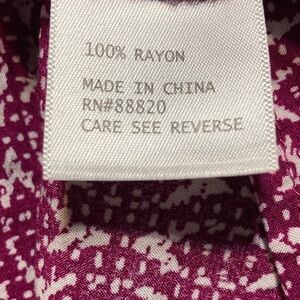 100% RAYON
MADE IN CHINA
RN#88820
CARE SEE REVERSE